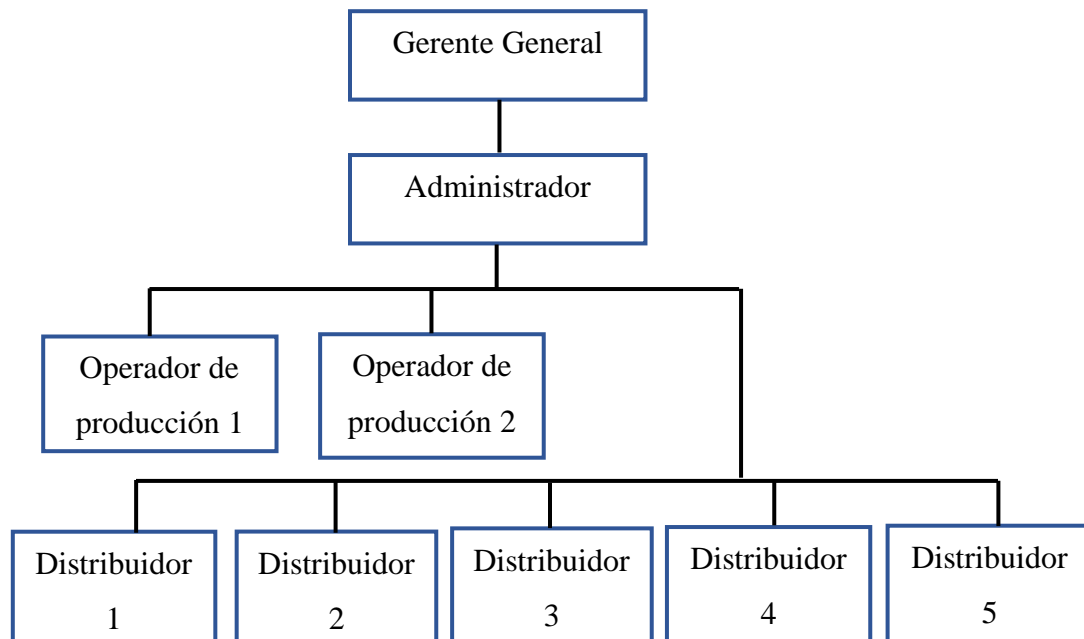 Gerente General
Administrador
Operador de
producción 1
Operador de
producción 2
Distribuidor
1
Distribuidor
2
Distribuidor
3
Distribuidor
4
Distribuidor
5